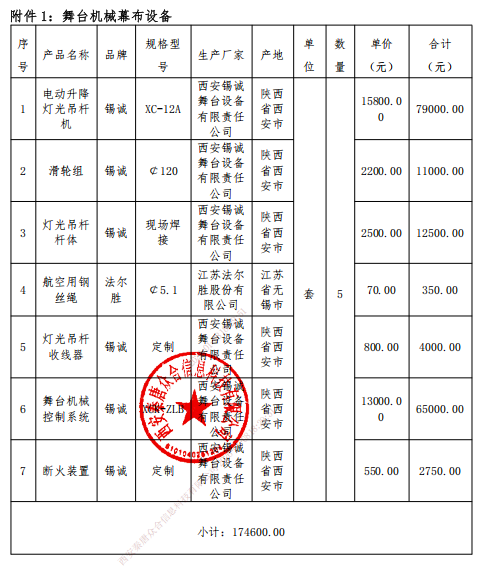 附件 1：舞台机械幕布设备
序号 产品名称 品牌 规格型号 生产厂家 产地 单位 数量 单价（元） 合计（元）
1 电动升降灯光吊杆机 锡诚 XC-12A 西安锡诚舞台设备有限责任公司 陕西省西安市 套 5 15800.00 79000.00
2 滑轮组 锡诚 ¢120 西安锡诚舞台设备有限责任公司 陕西省西安市 2200.00 11000.00
3 灯光吊杆杆体 锡诚 现场焊接 西安锡诚舞台设备有限责任公司 陕西省西安市 2500.00 12500.00
4 航空用钢丝绳 法尔胜 ¢5.1 江苏法尔胜股份有限公司 江苏省无锡市 70.00 350.00
5 灯光吊杆收线器 锡诚 定制 西安锡诚舞台设备有限责任公司 陕西省西安市 800.00 4000.00
6 舞台机械控制系统 锡诚 西安锡诚舞台设备有限责任公司 陕西省西安市 13000.00 65000.00
7 断火装置 锡诚 定制 西安锡诚舞台设备有限责任公司 陕西省西安市 550.00 2750.00
小计：174600.00